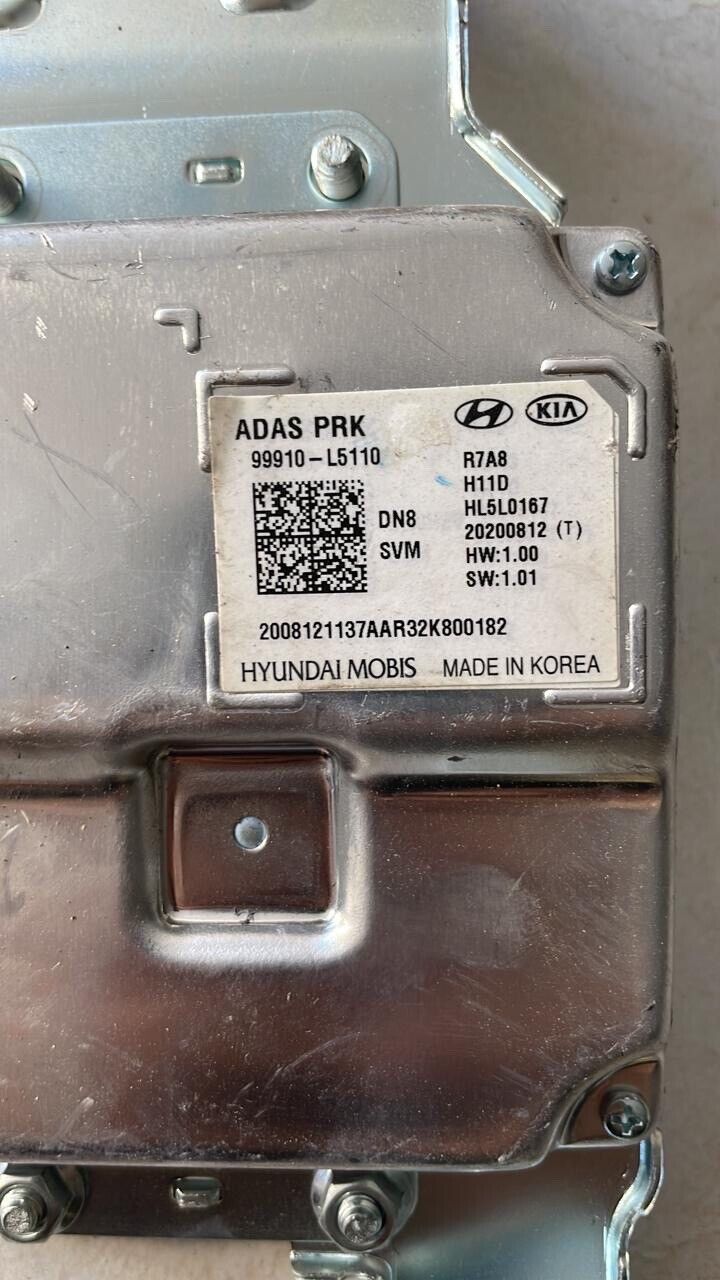 ADAS PRK
KIA
99910-L5110
R7A8
H11D
HL5L0167
DN8
20200812 (T)
SVM
HW:1.00
SW:1.01
2008121137AAR32K800182
HYUNDAI MOBIS MADE IN KOREA